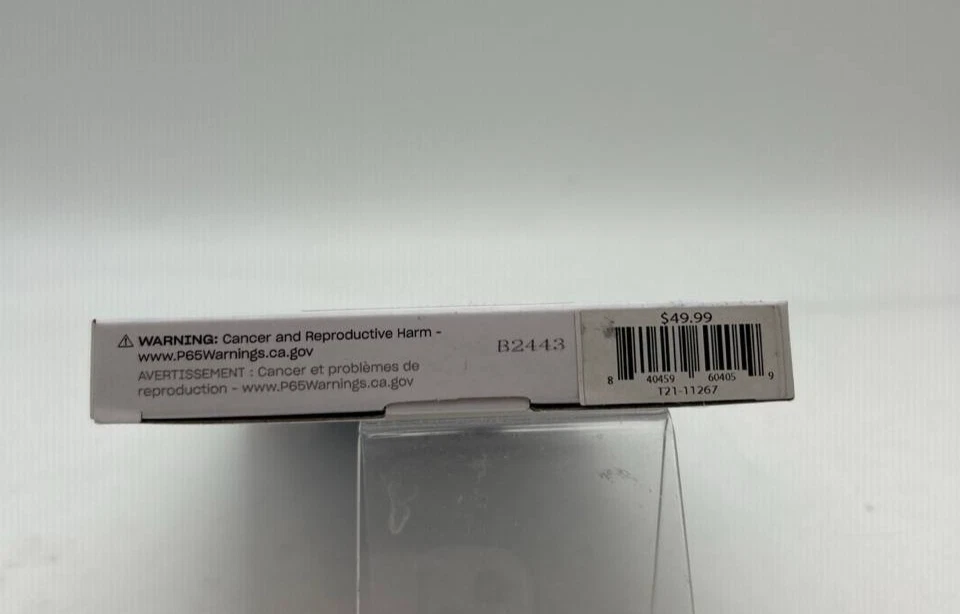 ⚠ WARNING: Cancer and Reproductive Harm -
www.P65Warnings.ca.gov
AVERTISSEMENT : Cancer et problèmes de
reproduction - www.P65Warnings.ca.gov
B2443
$49.99
8 40459 60405 9
T21-11267